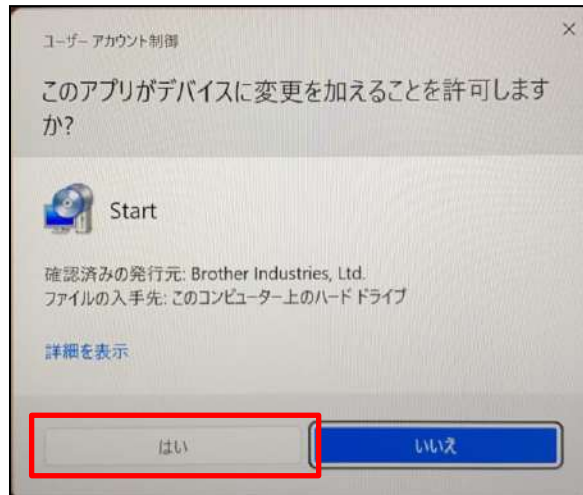 ユーザー アカウント制御
このアプリがデバイスに変更を加えることを許可します
か?
Start
確認済みの発行元: Brother Industries, Ltd.
ファイルの入手先: このコンピューター上のハード ドライブ
詳細を表示
はい
いいえ